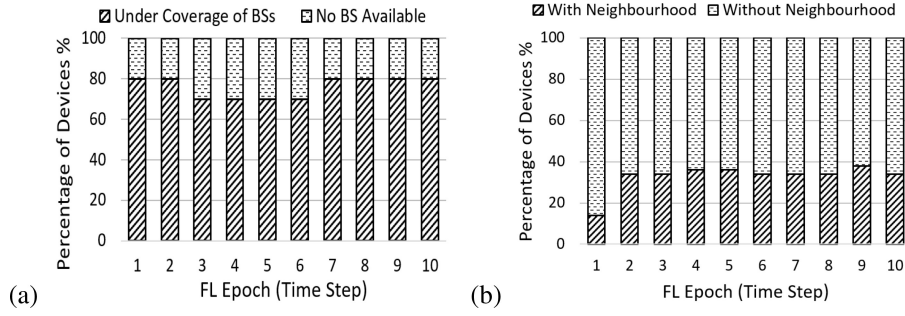 Under Coverage of BSs No BS Available
Percentage of Devices %
100
80
60
40
20
0
1 2 3 4 5 6 7 8 9 10
FL Epoch (Time Step)
(a)
With Neighbourhood Without Neighbourhood
Percentage of Devices %
100
80
60
40
20
0
1 2 3 4 5 6 7 8 9 10
FL Epoch (Time Step)
(b)